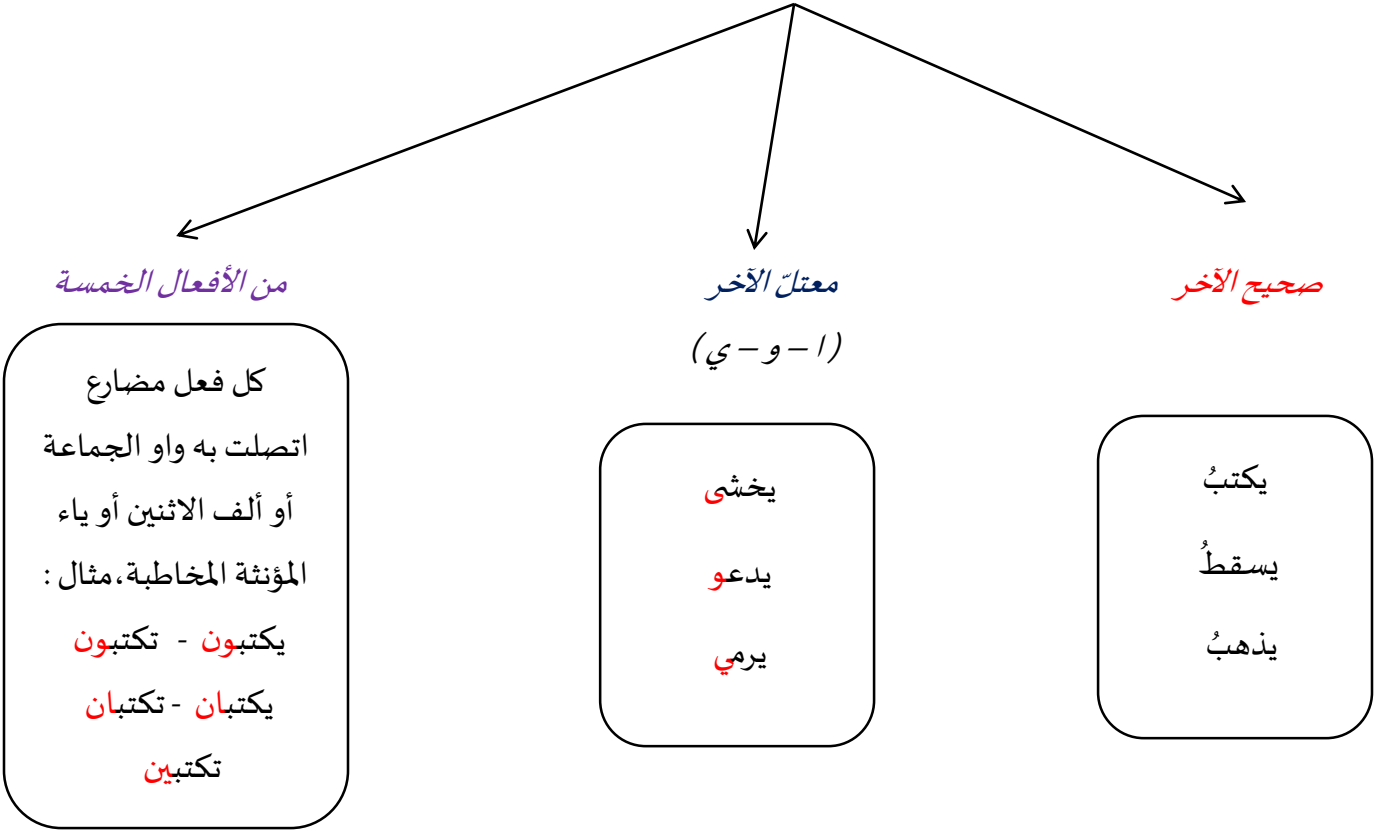 صحيح الآخر
يكتبُ
يسقطُ
يذهبُ
معتلّ الآخر
(ا – و – ي)
يخشى
يدعو
يرمي
من الأفعال الخمسة
كل فعل مضارع
اتصلت به واو الجماعة
أو ألف الاثنين أو ياء
المؤنثة المخاطبة،مثال :
يكتبون - تكتبون
يكتبان - تكتبان
تكتبين